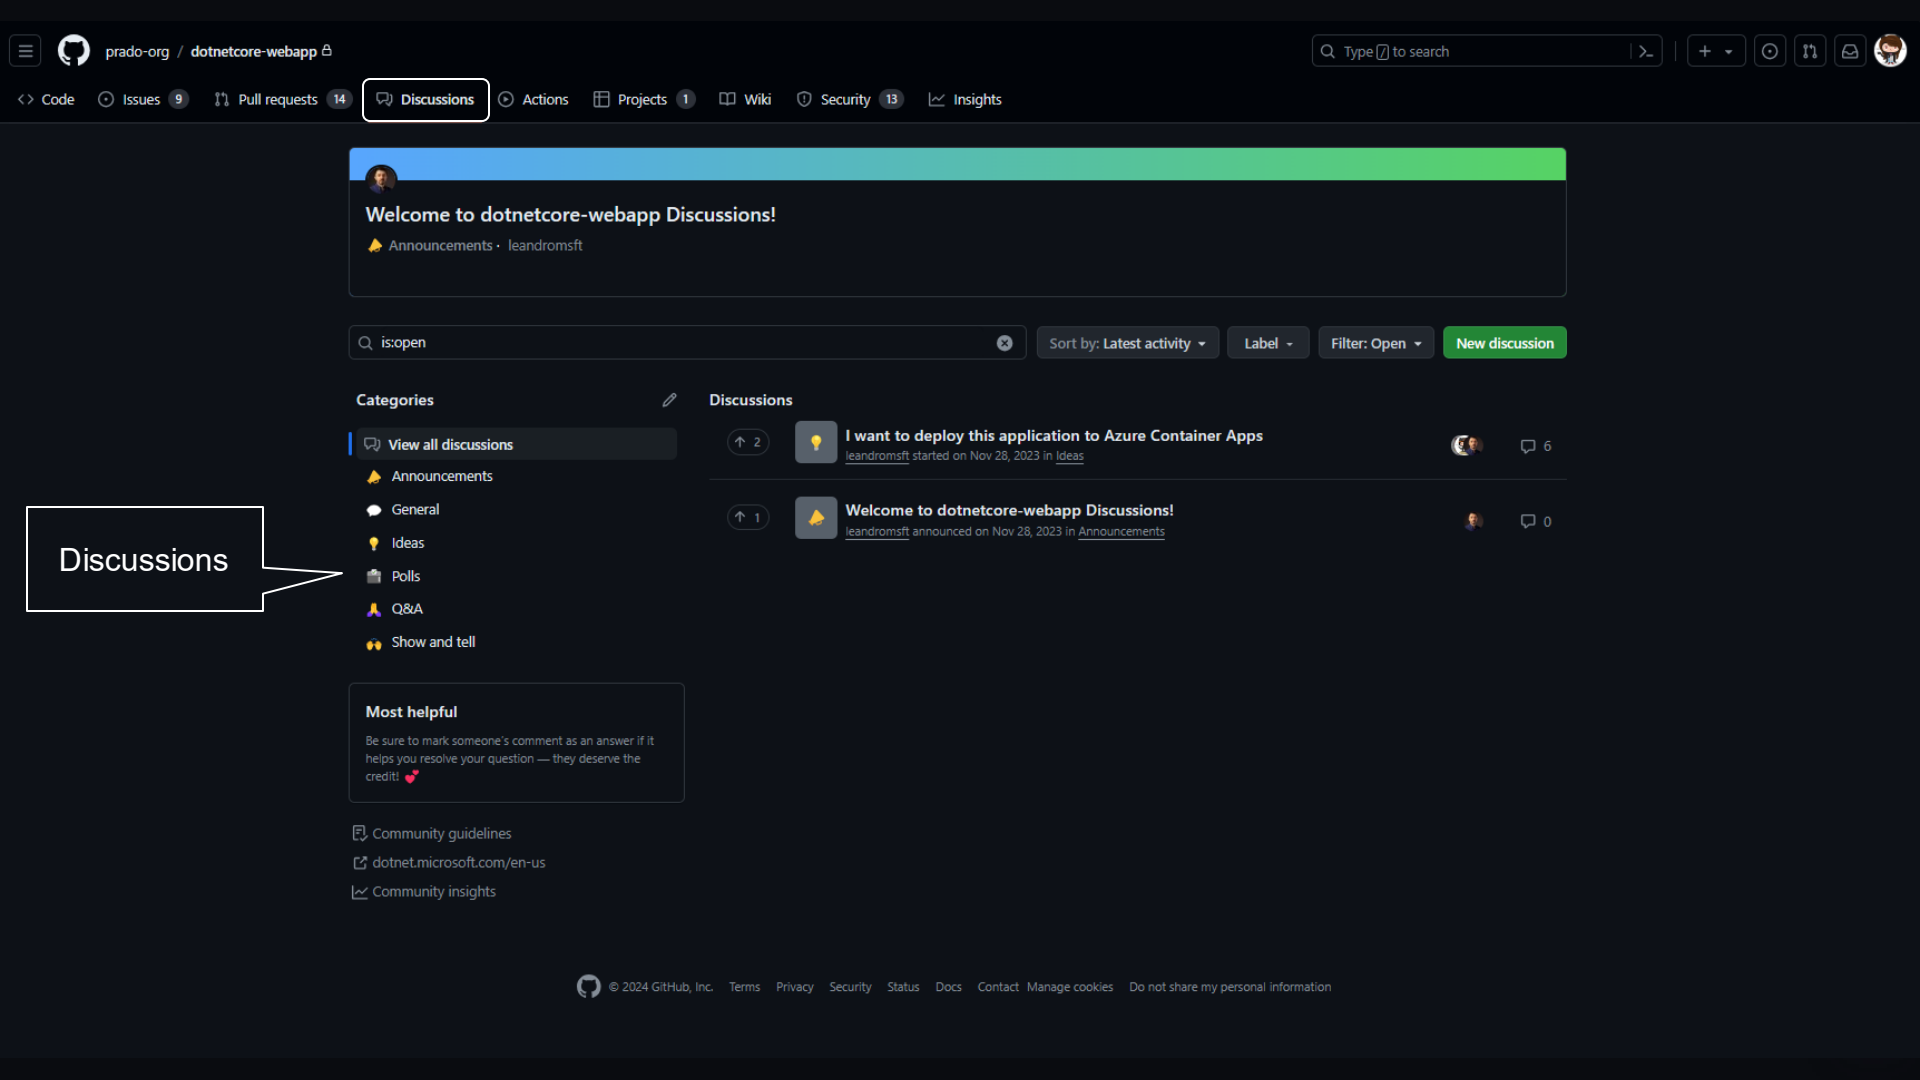 prado-org / dotnetcore-webapp
Type / to search
Code
Issues 9
Pull requests 14
Discussions
Actions
Projects 1
Wiki
Security 13
Insights
Welcome to dotnetcore-webapp Discussions!
Announcements · leandromsft
is:open
Sort by: Latest activity
Label
Filter: Open
New discussion
Categories
View all discussions
Announcements
General
Ideas
Polls
Q&A
Show and tell
Discussions
Discussions
2
I want to deploy this application to Azure Container Apps
leandromsft started on Nov 28, 2023 in Ideas
6
1
Welcome to dotnetcore-webapp Discussions!
leandromsft announced on Nov 28, 2023 in Announcements
0
Most helpful
Be sure to mark someone's comment as an answer if it
helps you resolve your question — they deserve the
credit! 💕
Community guidelines
dotnet.microsoft.com/en-us
Community insights
© 2024 GitHub, Inc. Terms Privacy Security Status Docs Contact Manage cookies Do not share my personal information